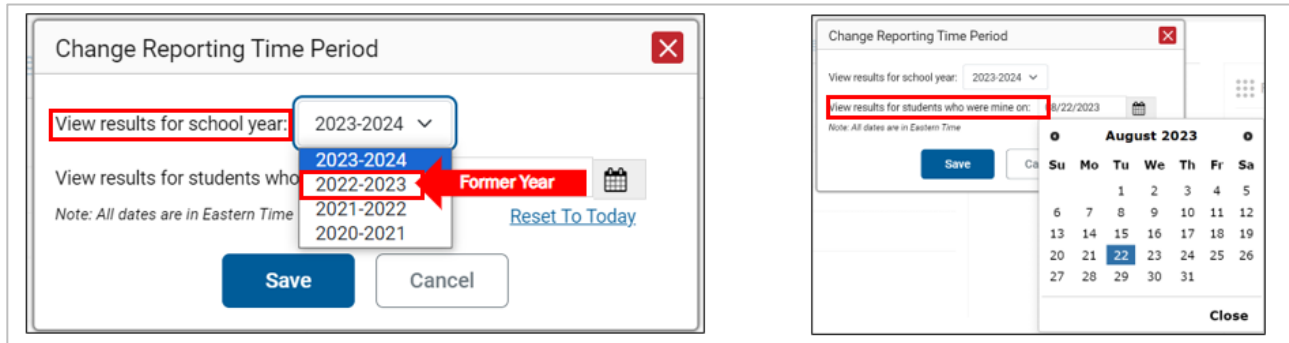 Change Reporting Time Period
View results for school year: 2023-2024
2023-2024
View results for students who
2022-2023
Former Year
2021-2022
Note: All dates are in Eastern Time
Reset To Today
2020-2021
Save
Cancel
Change Reporting Time Period
View results for school year: 2023-2024
View results for students who were mine on: 08/22/2023
Note: All dates are in Eastern Time
Save
Ca
August 2023
Su Mo Tu We Th Fr Sa
1 2 3 4 5
6 7 8 9 10 11 12
13 14 15 16 17 18 19
20 21 22 23 24 25 26
27 28 29 30 31
Close